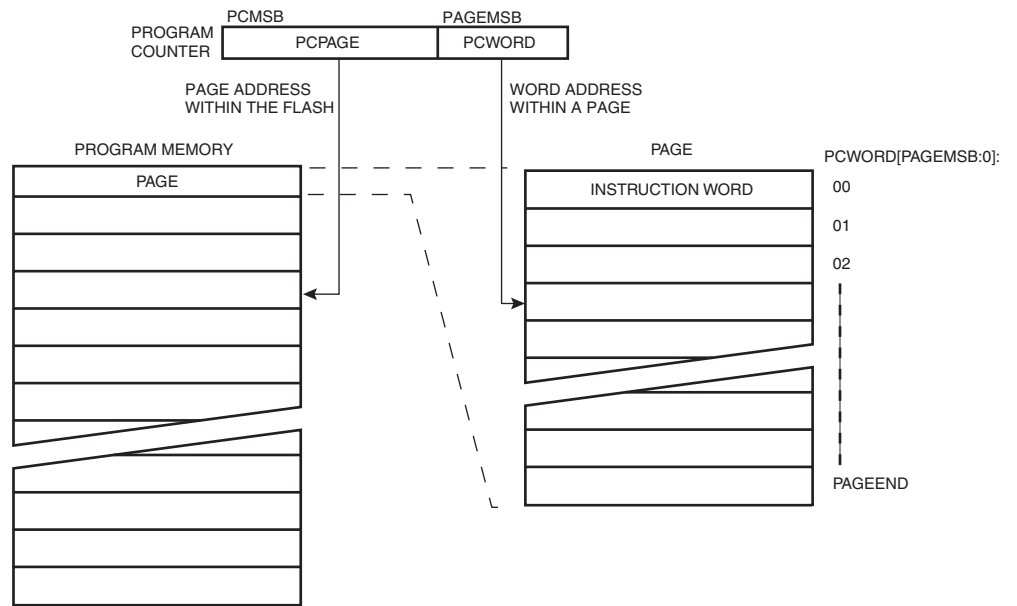 PCMSB
PAGEMSB
PROGRAM
COUNTER
PCPAGE
PCWORD
PAGE ADDRESS
WITHIN THE FLASH
WORD ADDRESS
WITHIN A PAGE
PROGRAM MEMORY
PAGE
PAGE
PCWORD[PAGEMSB:0]:
INSTRUCTION WORD
00
01
02
PAGEEND